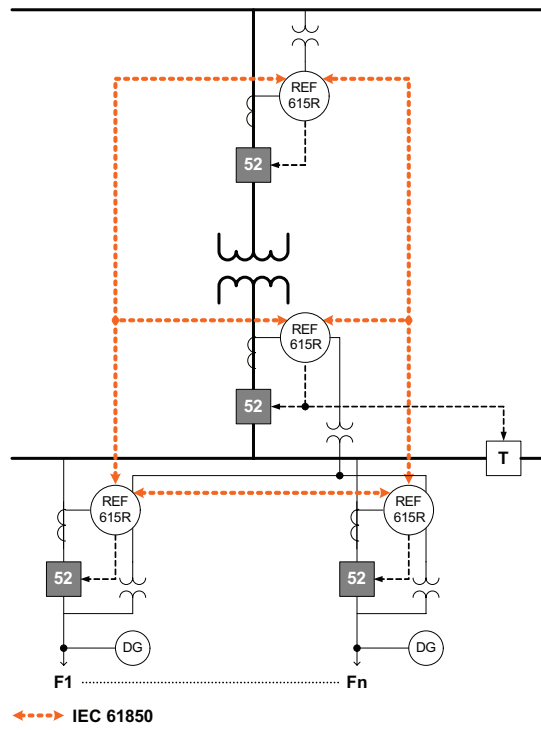 REF
615R
52
REF
615R
52
T
REF
615R
REF
615R
52
52
DG
DG
F1
Fn
IEC 61850